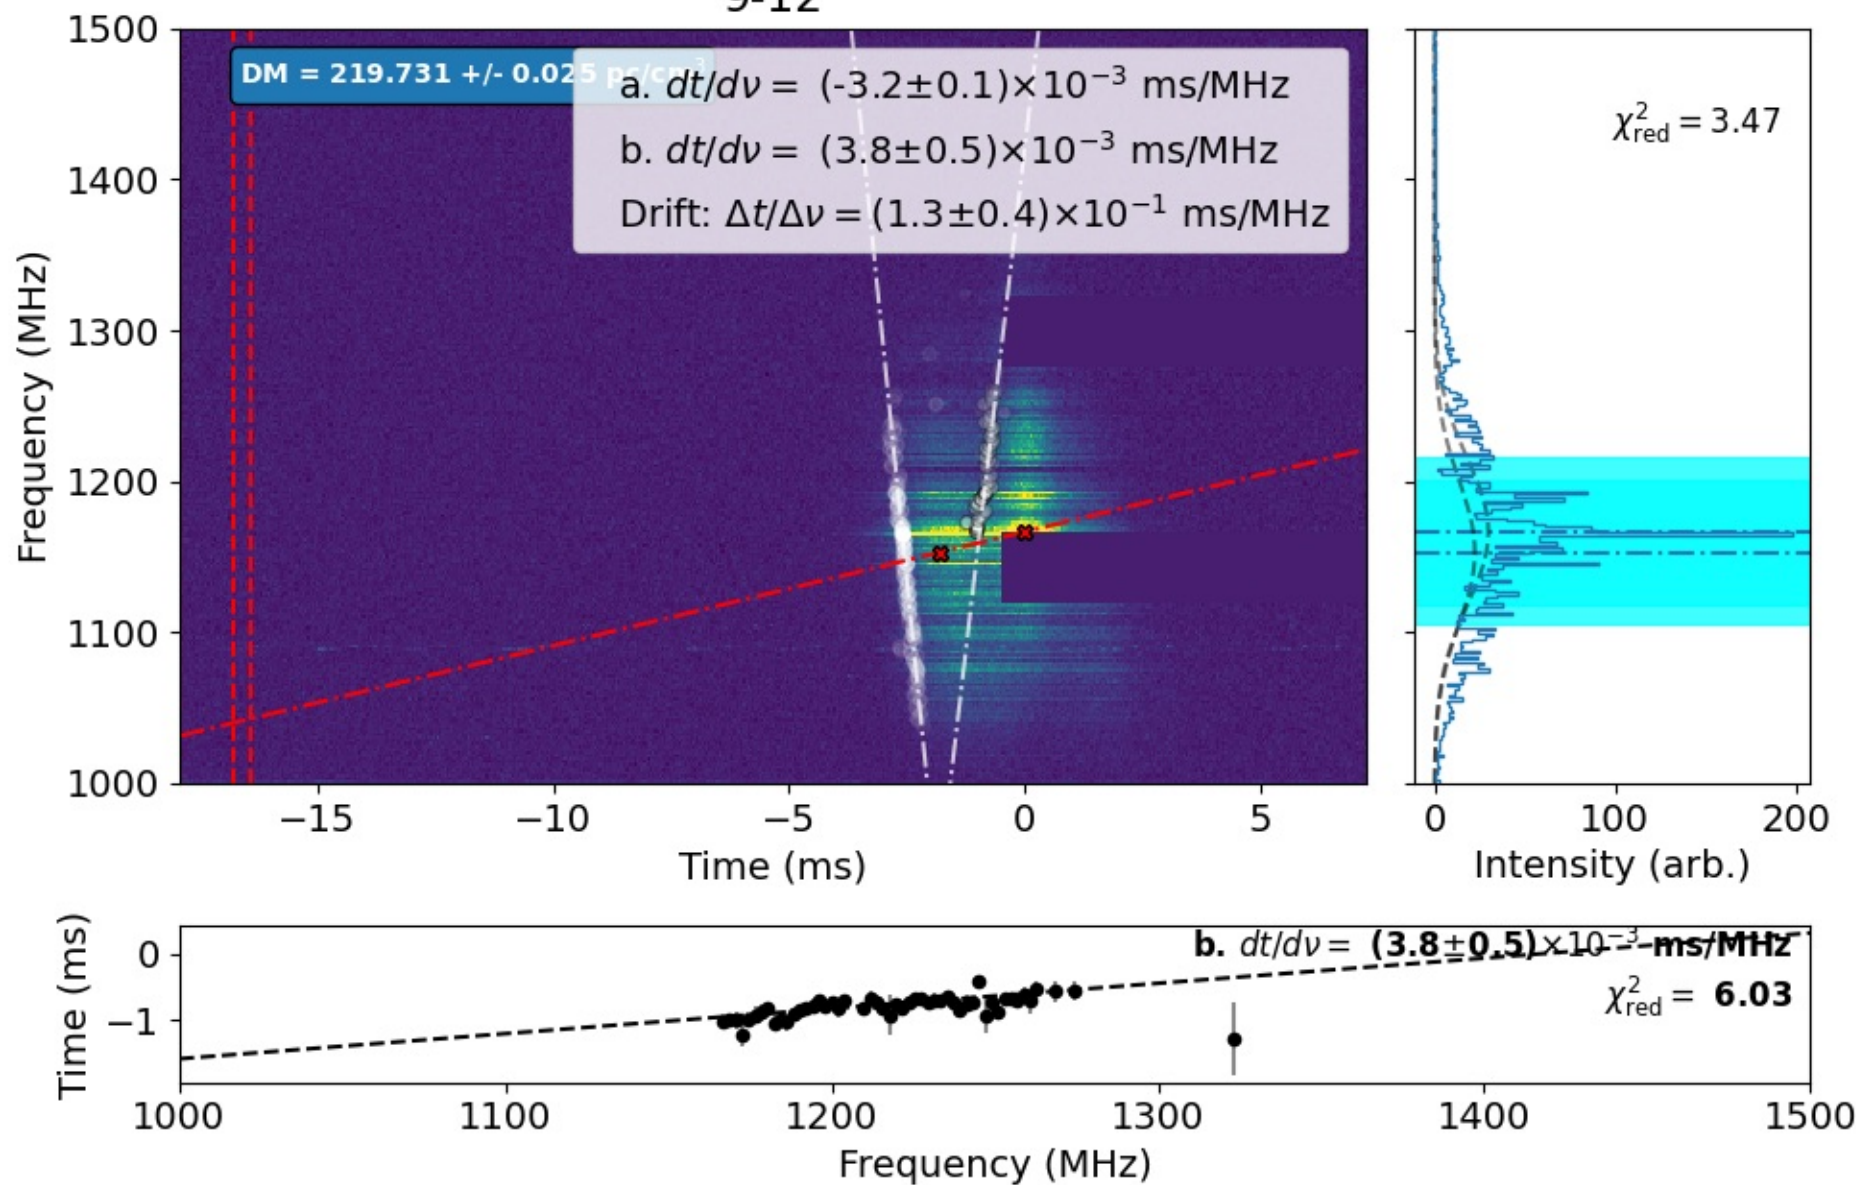 9-12
DM = 219.731 +/- 0.025 pc/cm³
a. dt/dν = (-3.2±0.1)×10⁻³ ms/MHz
b. dt/dν = (3.8±0.5)×10⁻³ ms/MHz
Drift: Δt/Δν = (1.3±0.4)×10⁻¹ ms/MHz
χ²red = 3.47
Frequency (MHz)
1500
1400
1300
1200
1100
1000
−15 −10 −5 0 5
Time (ms)
0 100 200
Intensity (arb.)
b. dt/dν = (3.8±0.5)×10⁻³ ms/MHz
χ²red = 6.03
Time (ms)
0
−1
1000 1100 1200 1300 1400 1500
Frequency (MHz)